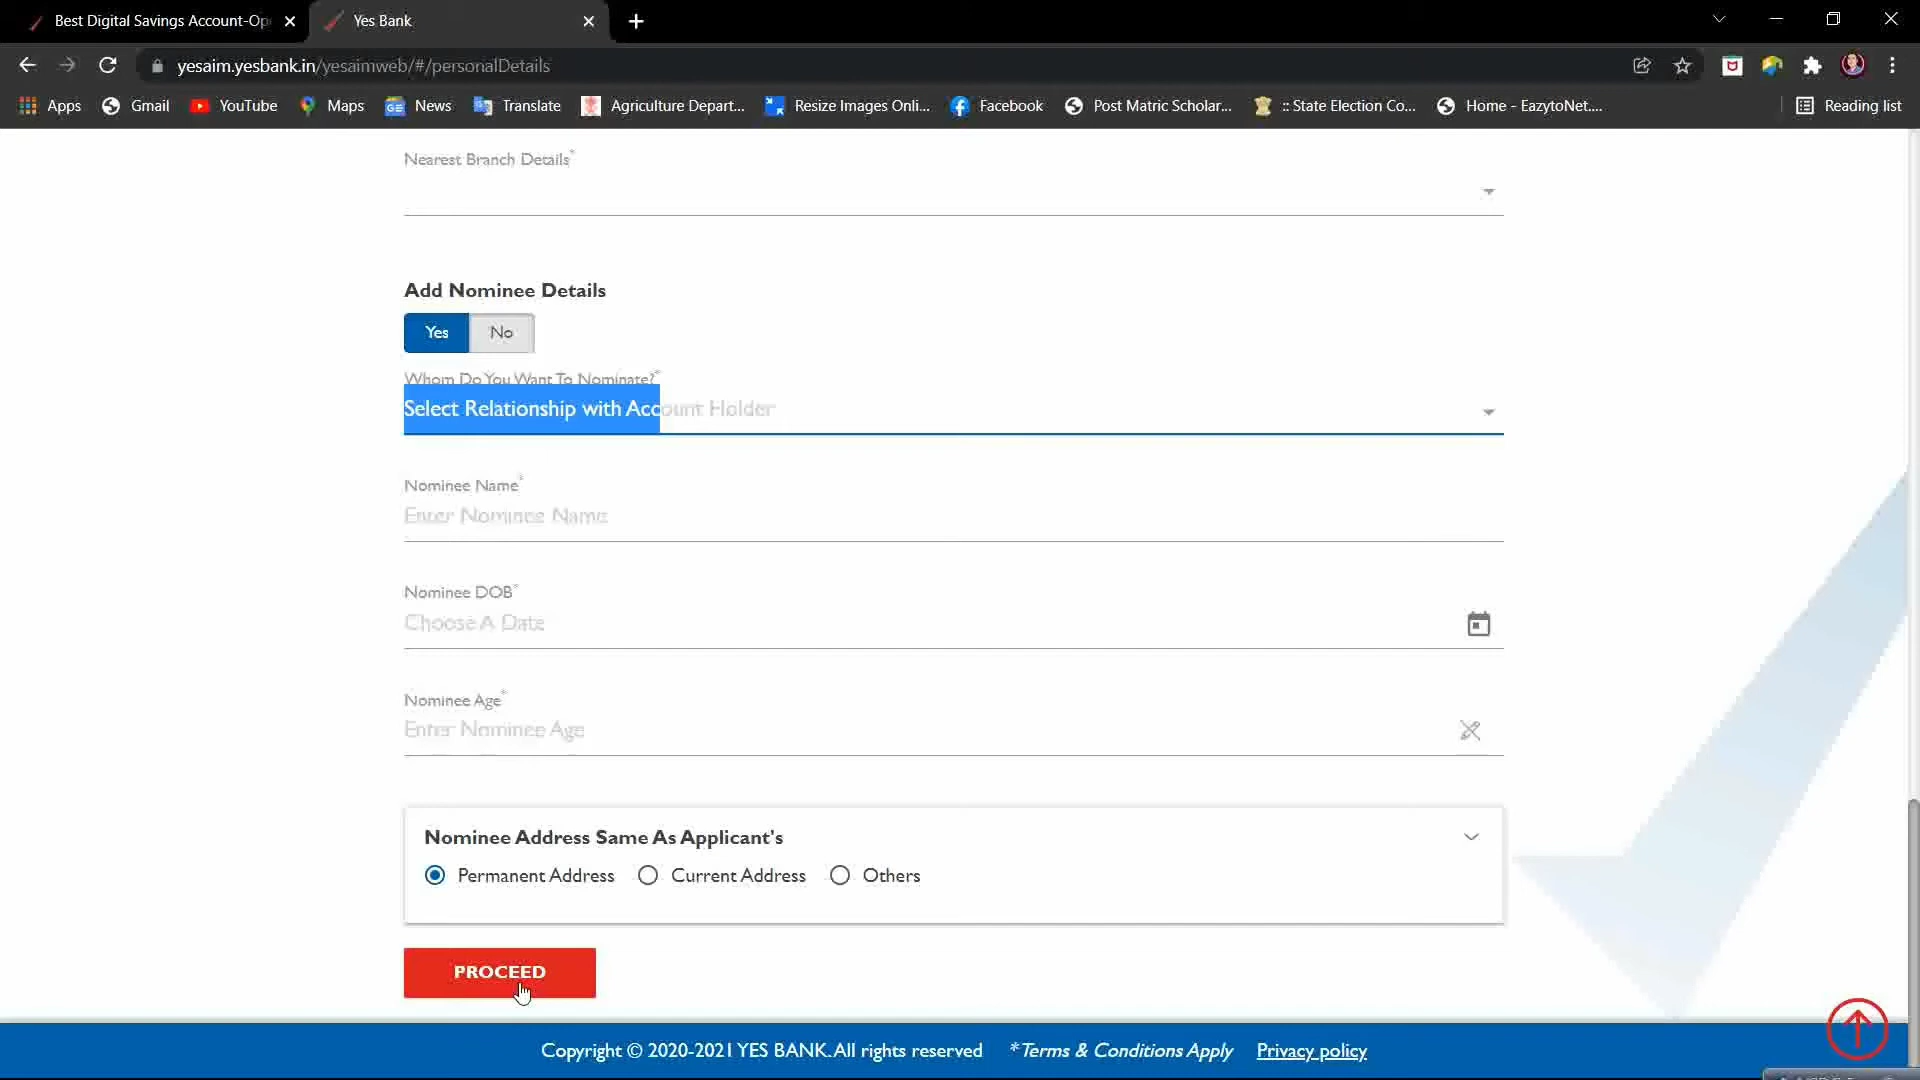 Best Digital Savings Account-Op
Yes Bank
yesaim.yesbank.in/yesaimweb/#/personalDetails
Apps
Gmail
YouTube
Maps
News
Translate
Agriculture Depart...
Resize Images Onli...
Facebook
Post Matric Scholar...
:: State Election Co...
Home - EazytoNet....
Reading list
Nearest Branch Details*
Add Nominee Details
Yes No
Whom Do You Want To Nominate?*
Select Relationship with Account Holder
Nominee Name*
Enter Nominee Name
Nominee DOB*
Choose A Date
Nominee Age*
Enter Nominee Age
Nominee Address Same As Applicant's
Permanent Address Current Address Others
PROCEED
Copyright © 2020-2021 YES BANK.All rights reserved *Terms & Conditions Apply Privacy policy